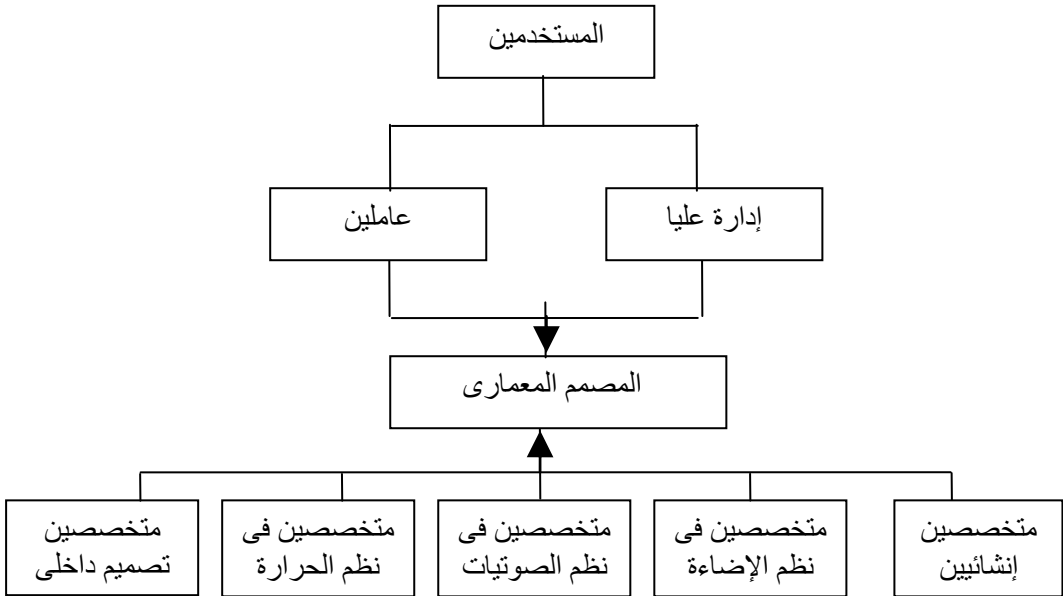 المستخدمين
إدارة عليا
عاملين
المصمم المعمارى
متخصصين
إنشائيين
متخصصين فى
نظم الإضاءة
متخصصين فى
نظم الصوتيات
متخصصين فى
نظم الحرارة
متخصصين
تصميم داخلى